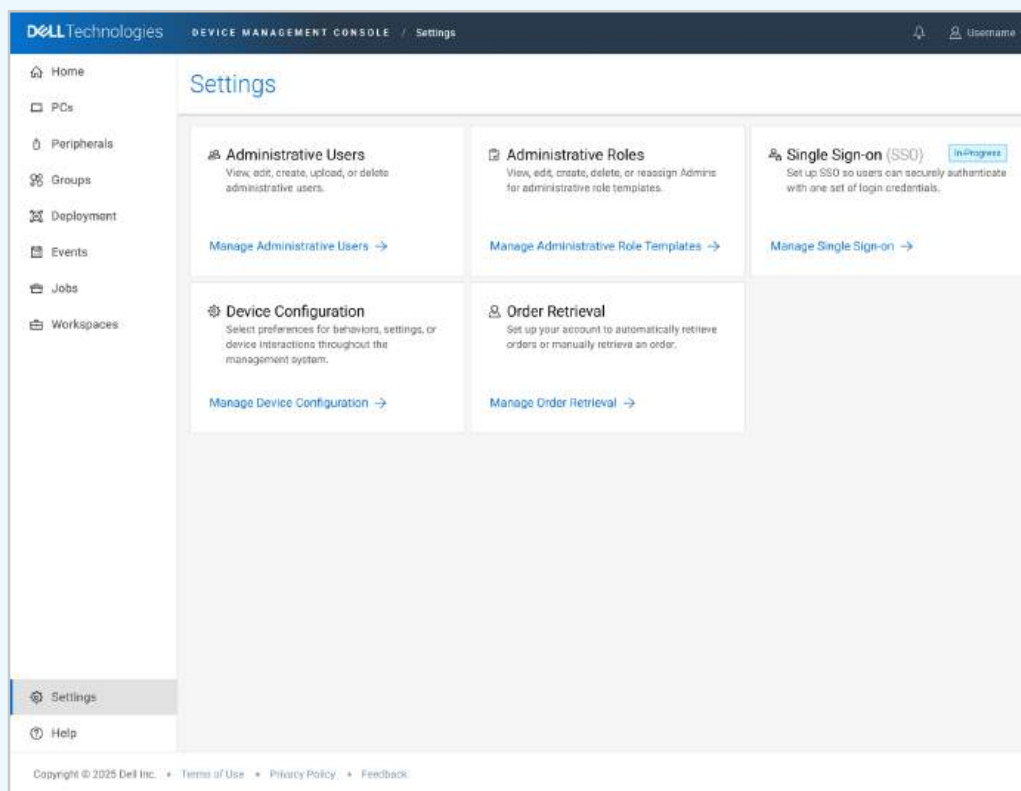 DELLTechnologies DEVICE MANAGEMENT CONSOLE / Settings Username
Home
PCs
Peripherals
Groups
Deployment
Events
Jobs
Workspaces
Settings
Help
Settings
Administrative Users
View, edit, create, upload, or delete
administrative users.
Manage Administrative Users →
Administrative Roles
View, edit, create, delete, or reassign Admins
for administrative role templates.
Manage Administrative Role Templates →
Single Sign-on (SSO) In-Progress
Set up SSO so users can securely authenticate
with one set of login credentials.
Manage Single Sign-on →
Device Configuration
Select preferences for behaviors, settings, or
device interactions throughout the
management system.
Manage Device Configuration →
Order Retrieval
Set up your account to automatically retrieve
orders or manually retrieve an order.
Manage Order Retrieval →
Copyright © 2025 Dell Inc. • Terms of Use • Privacy Policy • Feedback